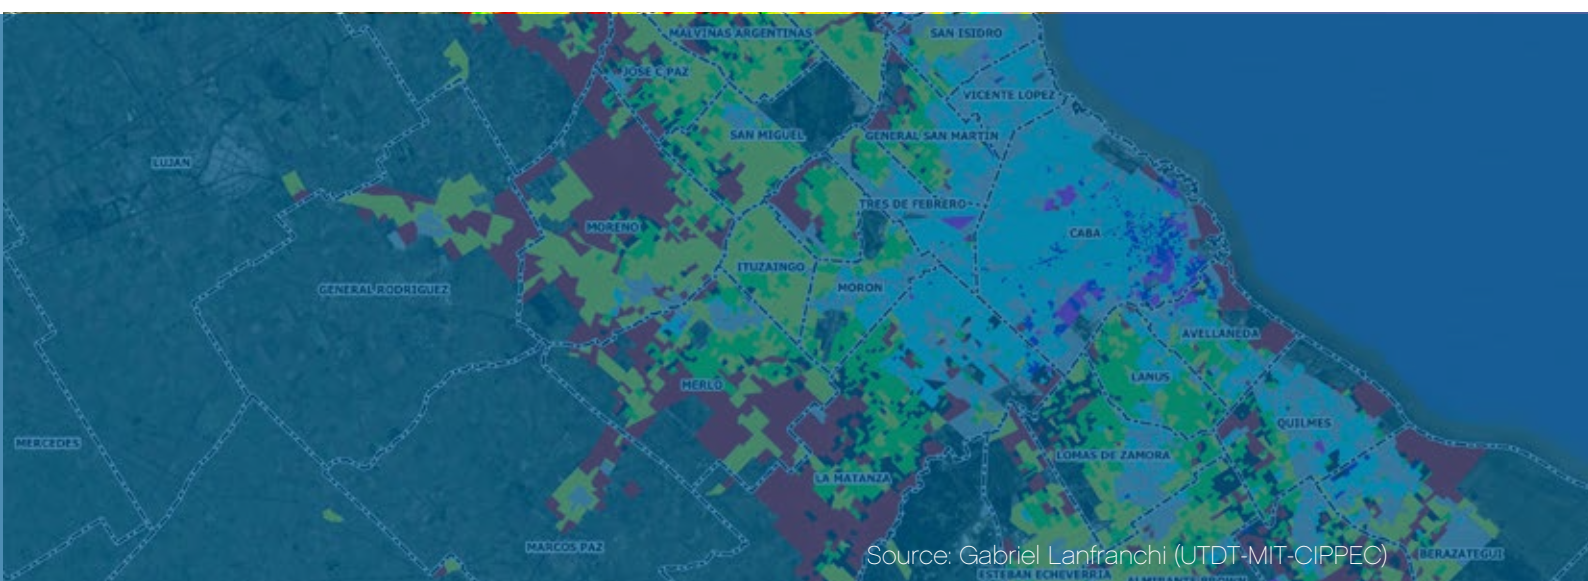 MALVINAS ARGENTINAS
SAN ISIDRO
JOSE C PAZ
VICENTE LOPEZ
SAN MIGUEL
GENERAL SAN MARTIN
LUJAN
TRES DE FEBRERO
MORENO
CABA
ITUZAINGO
GENERAL RODRIGUEZ
MORON
AVELLANEDA
LANUS
MERLO
QUILMES
MERCEDES
LOMAS DE ZAMORA
LA MATANZA
MARCOS PAZ
Source: Gabriel Lanfranchi (UTDT-MIT-CIPPEC)
BERAZATEGUI
ESTEBAN ECHEVERRIA
ALMIRANTE BROWN